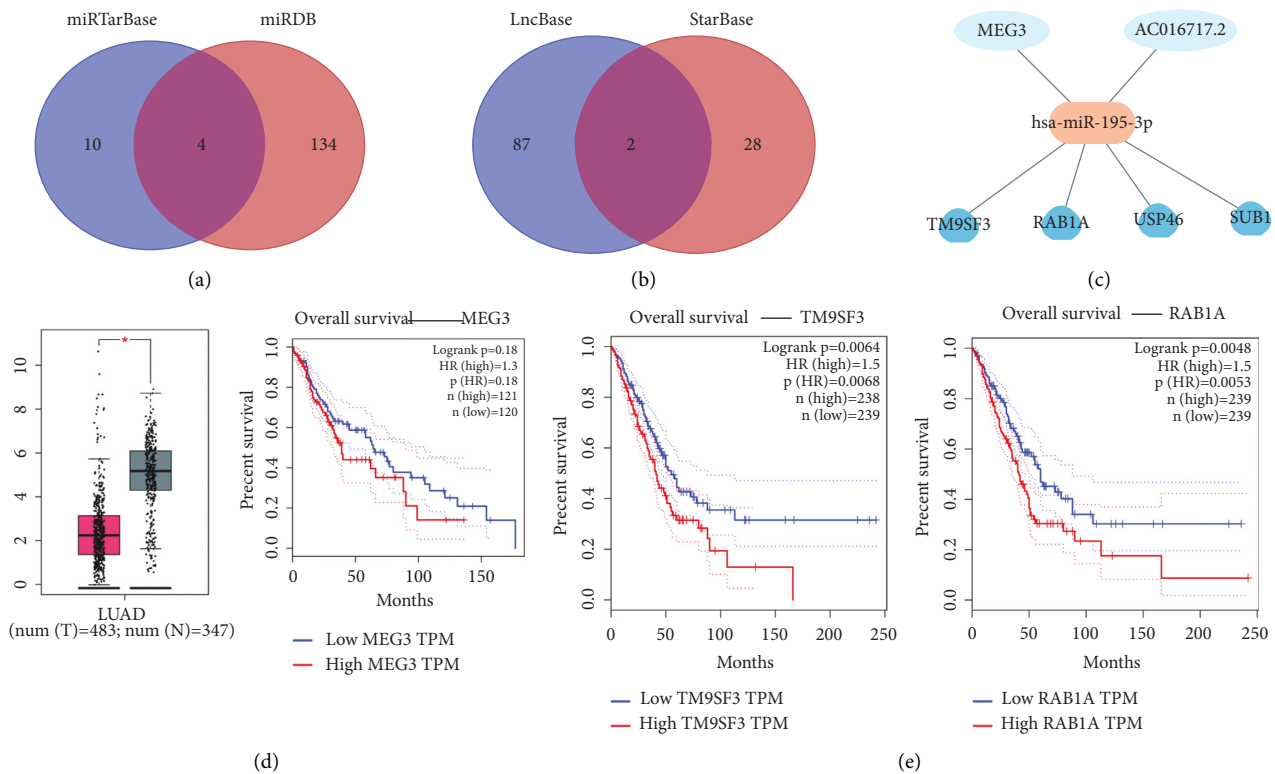 miRTarBase miRDB
10 4 134
(a)
LncBase StarBase
87 2 28
(b)
MEG3 AC016717.2
hsa-miR-195-3p
TM9SF3 RAB1A USP46 SUB1
(c)
10
8
6
4
2
0
*
LUAD
(num (T)=483; num (N)=347)
Overall survival MEG3
Logrank p=0.18
HR (high)=1.3
p (HR)=0.18
n (high)=121
n (low)=120
Precent survival
1.0
0.8
0.6
0.4
0.2
0.0
0 50 100 150
Months
Low MEG3 TPM
High MEG3 TPM
(d)
Overall survival TM9SF3
Logrank p=0.0064
HR (high)=1.5
p (HR)=0.0068
n (high)=238
n (low)=239
Precent survival
1.0
0.8
0.6
0.4
0.2
0.0
0 50 100 150 200 250
Months
Low TM9SF3 TPM
High TM9SF3 TPM
Overall survival RAB1A
Logrank p=0.0048
HR (high)=1.5
p (HR)=0.0053
n (high)=239
n (low)=239
Precent survival
1.0
0.8
0.6
0.4
0.2
0.0
0 50 100 150 200 250
Months
Low RAB1A TPM
High RAB1A TPM
(e)